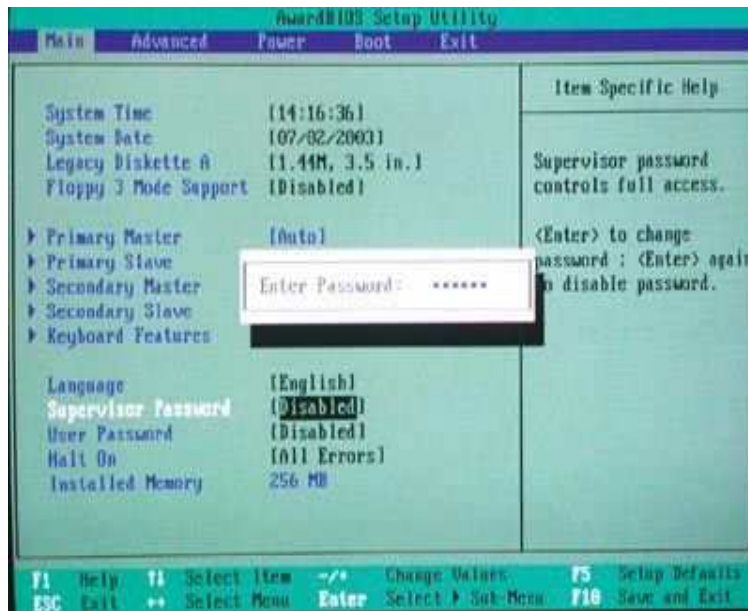 AwardBIOS Setup Utility
Main Advanced Power Boot Exit
Item Specific Help
System Time [14:16:36]
System Date [07/02/2003]
Legacy Diskette A [1.44M, 3.5 in.]
Floppy 3 Mode Support [Disabled]
Primary Master [Auto]
Primary Slave
Secondary Master
Secondary Slave
Keyboard Features
Enter Password: ******
Language [English]
Supervisor Password [Disabled]
User Password [Disabled]
Halt On [All Errors]
Installed Memory 256 MB
Supervisor password
controls full access.
<Enter> to change
password : <Enter> again
disable password.
F1 Help ↑↓ Select Item -/+ Change Values F5 Setup Defaults
ESC Exit ↔ Select Menu Enter Select ▶ Sub-Menu F10 Save and Exit